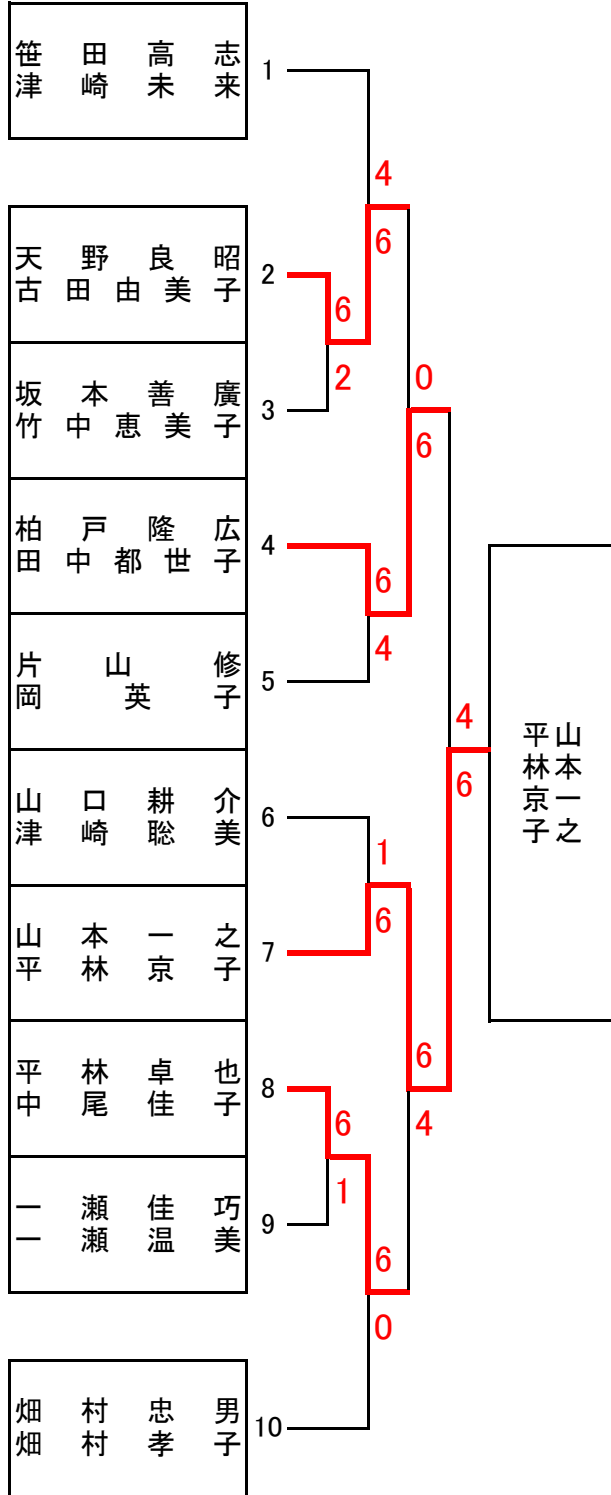 笹田高志
津崎未来
1
4
6
天野良昭
古田由美子
2
6
2
坂本善廣
竹中恵美子
3
0
6
柏戸隆広
田中都世子
4
6
4
片山修
岡英子
5
4
6
山本一之
平林京子
山口耕介
津崎聡美
6
1
6
山本一之
平林京子
7
6
4
平林卓也
中尾佳子
8
6
1
一瀬佳巧
一瀬温美
9
6
0
畑村忠男
畑村孝子
10